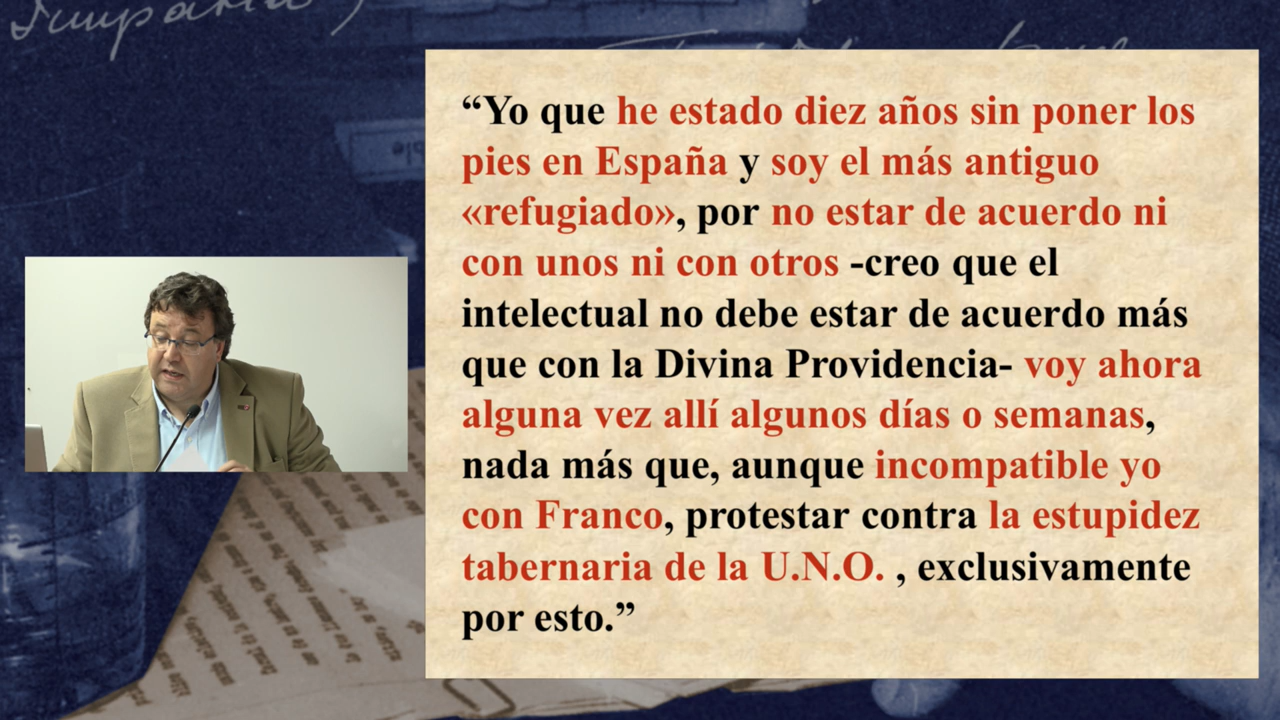 “Yo que he estado diez años sin poner los
pies en España y soy el más antiguo
«refugiado», por no estar de acuerdo ni
con unos ni con otros -creo que el
intelectual no debe estar de acuerdo más
que con la Divina Providencia- voy ahora
alguna vez allí algunos días o semanas,
nada más que, aunque incompatible yo
con Franco, protestar contra la estupidez
tabernaria de la U.N.O. , exclusivamente
por esto.”